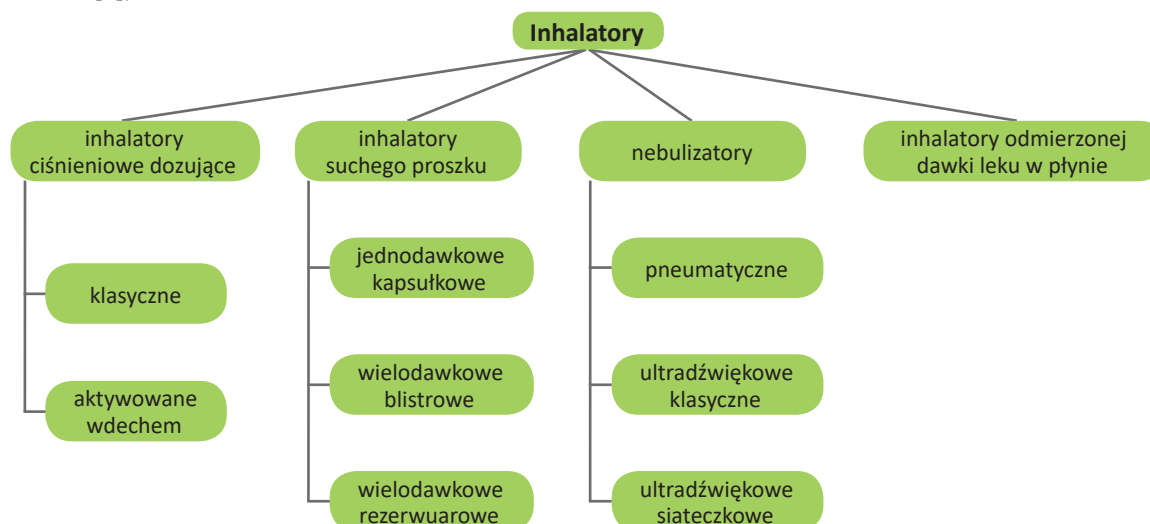 Inhalatory
inhalatory
ciśnieniowe dozujące
inhalatory
suchego proszku
nebulizatory
inhalatory odmierzonej
dawki leku w płynie
klasyczne
aktywowane
wdechem
jednodawkowe
kapsułkowe
wielodawkowe
blistrowe
wielodawkowe
rezerwuarowe
pneumatyczne
ultradźwiękowe
klasyczne
ultradźwiękowe
siateczkowe